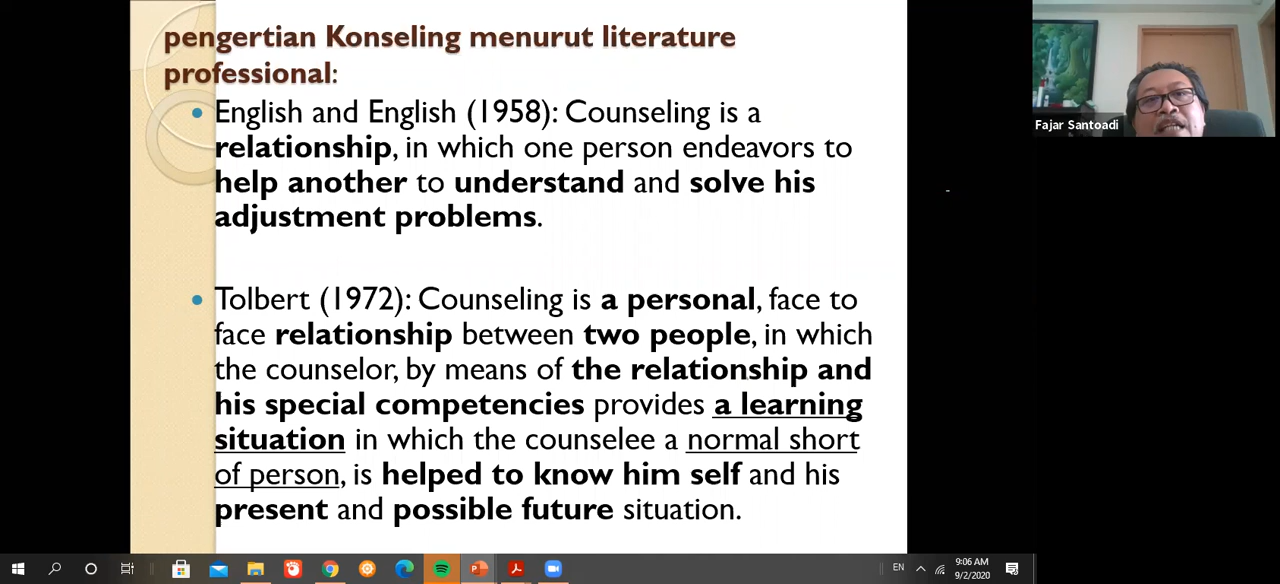 pengertian Konseling menurut literature
professional:
English and English (1958): Counseling is a
relationship, in which one person endeavors to
help another to understand and solve his
adjustment problems.
Tolbert (1972): Counseling is a personal, face to
face relationship between two people, in which
the counselor, by means of the relationship and
his special competencies provides a learning
situation in which the counselee a normal short
of person, is helped to know him self and his
present and possible future situation.
Fajar Santoadi
EN
9:06 AM
9/2/2020